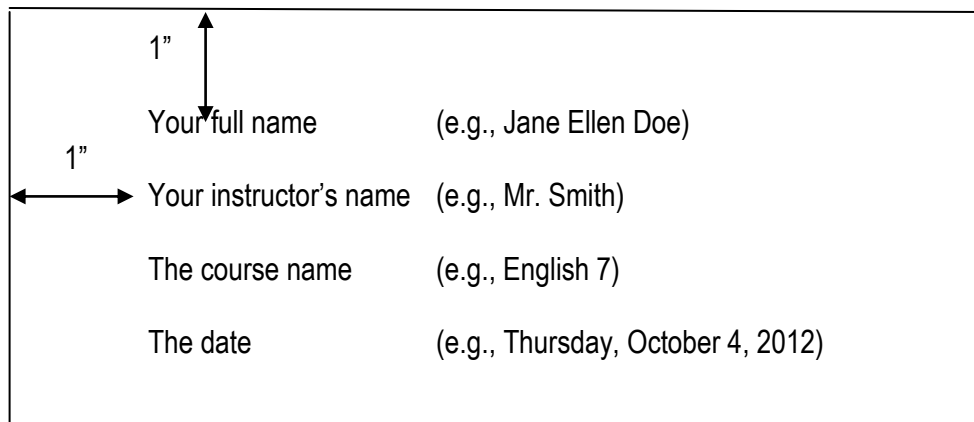 1”
Your full name (e.g., Jane Ellen Doe)
1”
Your instructor’s name (e.g., Mr. Smith)
The course name (e.g., English 7)
The date (e.g., Thursday, October 4, 2012)